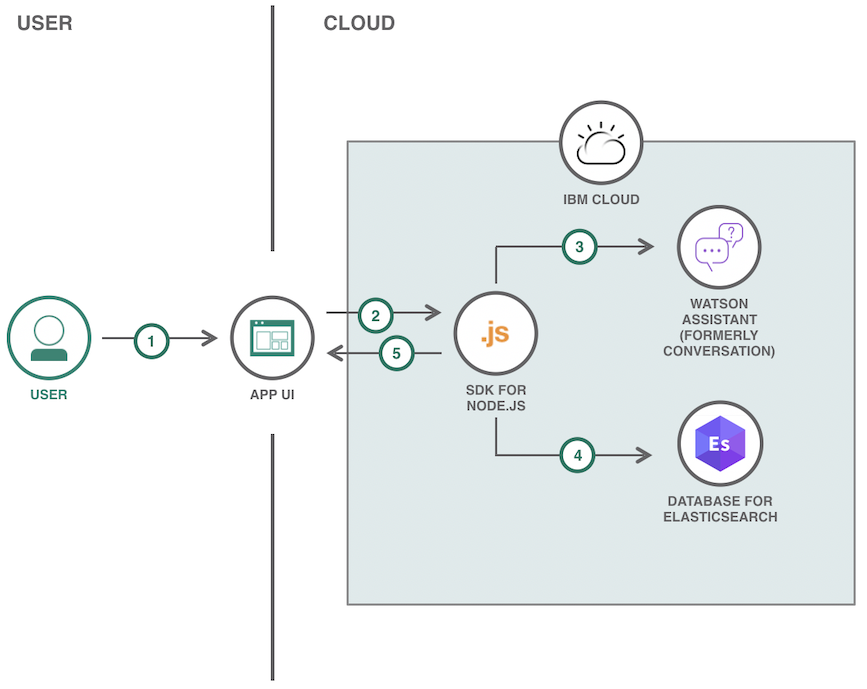 USER
CLOUD
IBM CLOUD
3
?
WATSON
ASSISTANT
(FORMERLY
CONVERSATION)
1
2
5
.js
USER
APP UI
SDK FOR
NODE.JS
4
Es
DATABASE FOR
ELASTICSEARCH